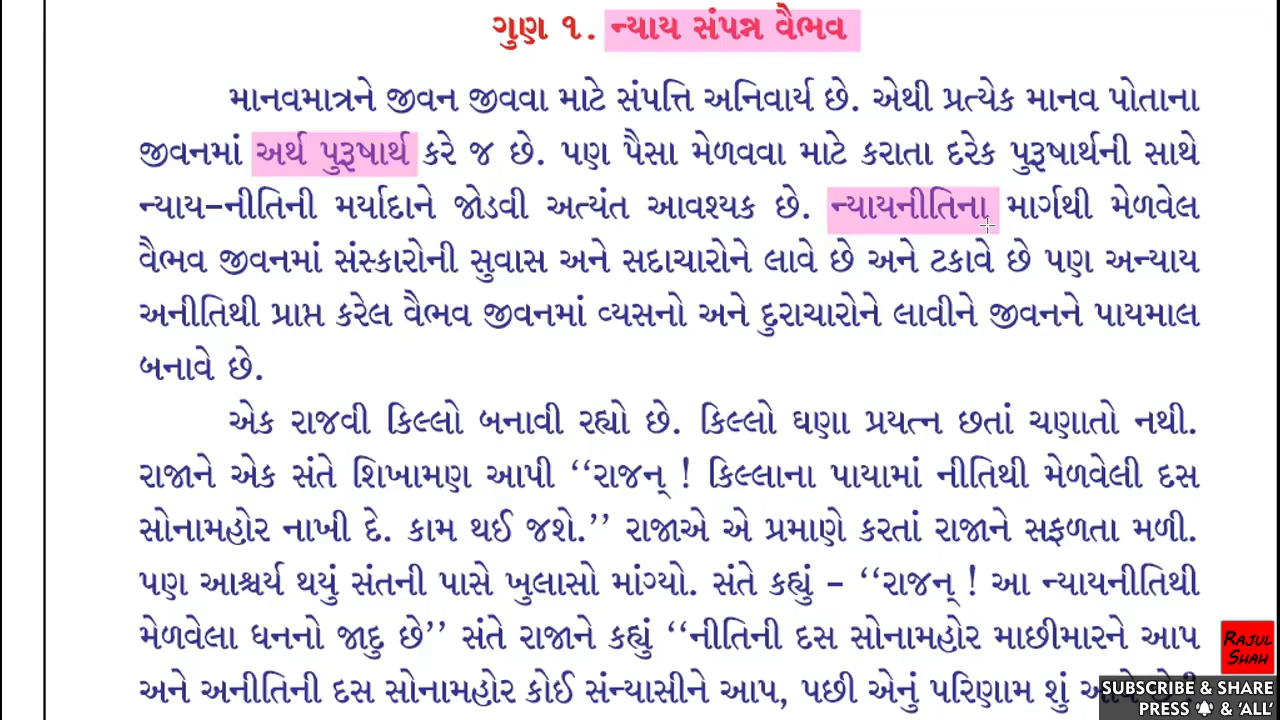 ગુણ ૧. ન્યાય સંપન્ન વૈભવ
માનવમાત્રને જીવન જીવવા માટે સંપત્તિ અનિવાર્ય છે. એથી પ્રત્યેક માનવ પોતાના
જીવનમાં અર્થ પુરૂષાર્થ કરે જ છે. પણ પૈસા મેળવવા માટે કરાતા દરેક પુરૂષાર્થની સાથે
ન્યાય-નીતિની મર્યાદાને જોડવી અત્યંત આવશ્યક છે. ન્યાયનીતિના માર્ગથી મેળવેલ
વૈભવ જીવનમાં સંસ્કારોની સુવાસ અને સદાચારોને લાવે છે અને ટકાવે છે પણ અન્યાય
અનીતિથી પ્રાપ્ત કરેલ વૈભવ જીવનમાં વ્યસનો અને દુરાચારોને લાવીને જીવનને પાયમાલ
બનાવે છે.
એક રાજવી કિલ્લો બનાવી રહ્યો છે. કિલ્લો ઘણા પ્રયત્ન છતાં ચણાતો નથી.
રાજાને એક સંતે શિખામણ આપી “રાજન્ ! કિલ્લાના પાયામાં નીતિથી મેળવેલી દસ
સોનામહોર નાખી દે. કામ થઈ જશે.” રાજાએ એ પ્રમાણે કરતાં રાજાને સફળતા મળી.
પણ આશ્ચર્ય થયું સંતની પાસે ખુલાસો માંગ્યો. સંતે કહ્યું - “રાજન્ ! આ ન્યાયનીતિથી
મેળવેલા ધનનો જાદુ છે” સંતે રાજાને કહ્યું “નીતિની દસ સોનામહોર માછીમારને આપ
અને અનીતિની દસ સોનામહોર કોઈ સંન્યાસીને આપ, પછી એનું પરિણામ શું
RAJUL
SHAH
SUBSCRIBE & SHARE
PRESS 🔔 & 'ALL'